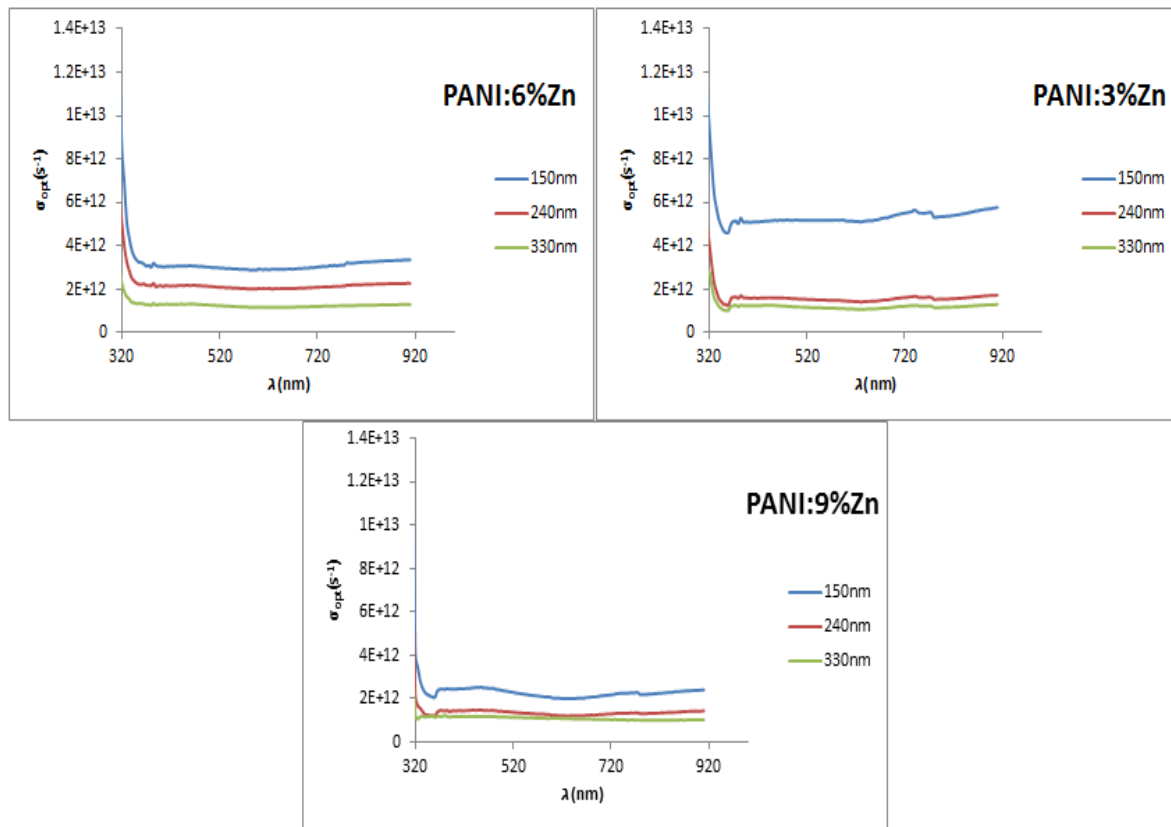 1.4E+13
1.2E+13
1E+13
8E+12
6E+12
4E+12
2E+12
0
σopt(s-1)
PANI:6%Zn
150nm
240nm
330nm
320 520 720 920
λ(nm)
1.4E+13
1.2E+13
1E+13
8E+12
6E+12
4E+12
2E+12
0
σopt(s-1)
PANI:3%Zn
150nm
240nm
330nm
320 520 720 920
λ(nm)
1.4E+13
1.2E+13
1E+13
8E+12
6E+12
4E+12
2E+12
0
σopt(s-1)
PANI:9%Zn
150nm
240nm
330nm
320 520 720 920
λ(nm)